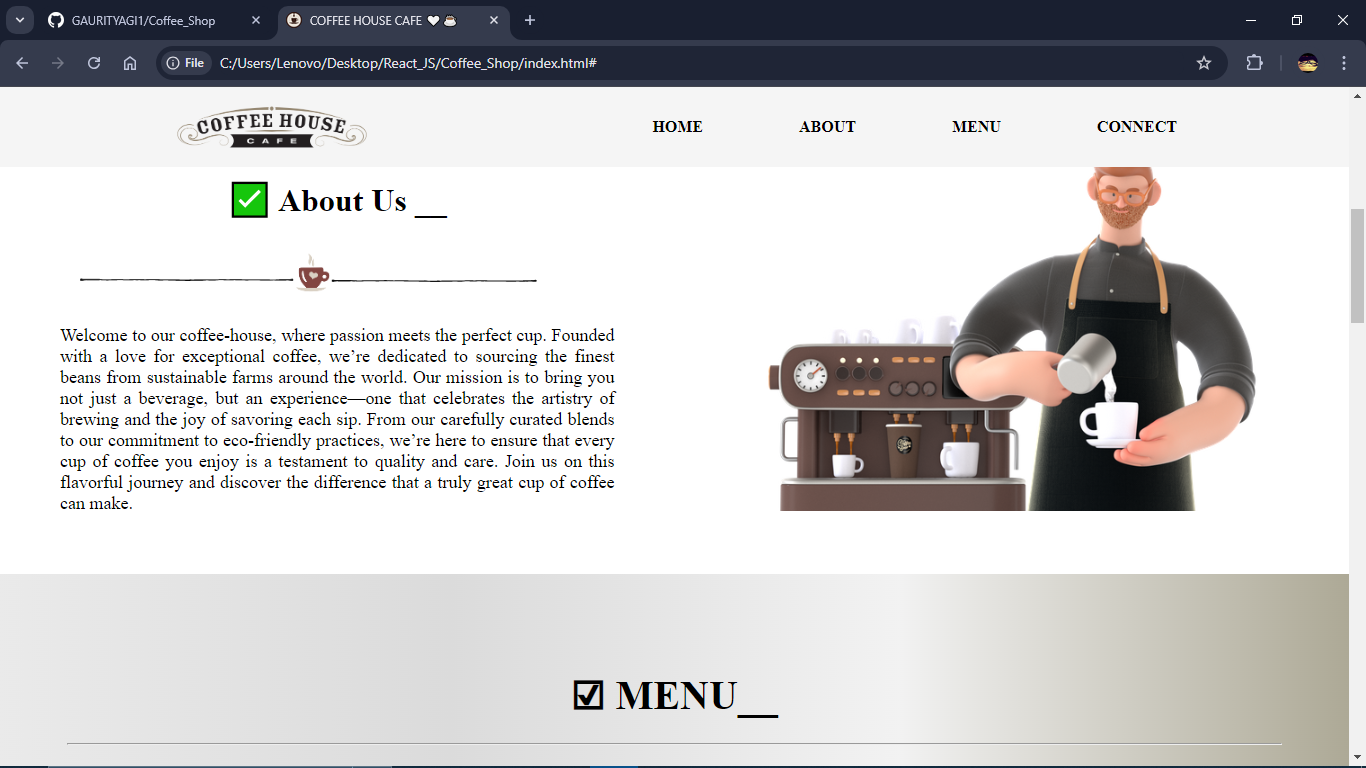 GAURITYAGI1/Coffee_Shop
COFFEE HOUSE CAFE ❤ ☕
File
C:/Users/Lenovo/Desktop/React_JS/Coffee_Shop/index.html#
COFFEE HOUSE
CAFE
HOME
ABOUT
MENU
CONNECT
✅ About Us __
Welcome to our coffee-house, where passion meets the perfect cup. Founded
with a love for exceptional coffee, we’re dedicated to sourcing the finest
beans from sustainable farms around the world. Our mission is to bring you
not just a beverage, but an experience—one that celebrates the artistry of
brewing and the joy of savoring each sip. From our carefully curated blends
to our commitment to eco-friendly practices, we’re here to ensure that every
cup of coffee you enjoy is a testament to quality and care. Join us on this
flavorful journey and discover the difference that a truly great cup of coffee
can make.
☑ MENU__